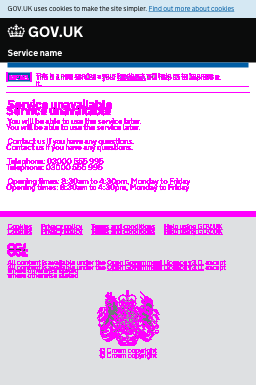 GOV.UK uses cookies to make the site simpler. Find out more about cookies
GOV.UK
Service name
This is a new service – your feedback will help us to improve
it.
Service unavailable
You will be able to use the service later.
Contact us if you have any questions.
Telephone: 03000 555 995
Opening times: 8:30am to 4:30pm, Monday to Friday
Cookies Privacy policy Terms and conditions Help using GOV.UK
OGL
All content is available under the Open Government Licence v3.0, except
where otherwise stated
© Crown copyright